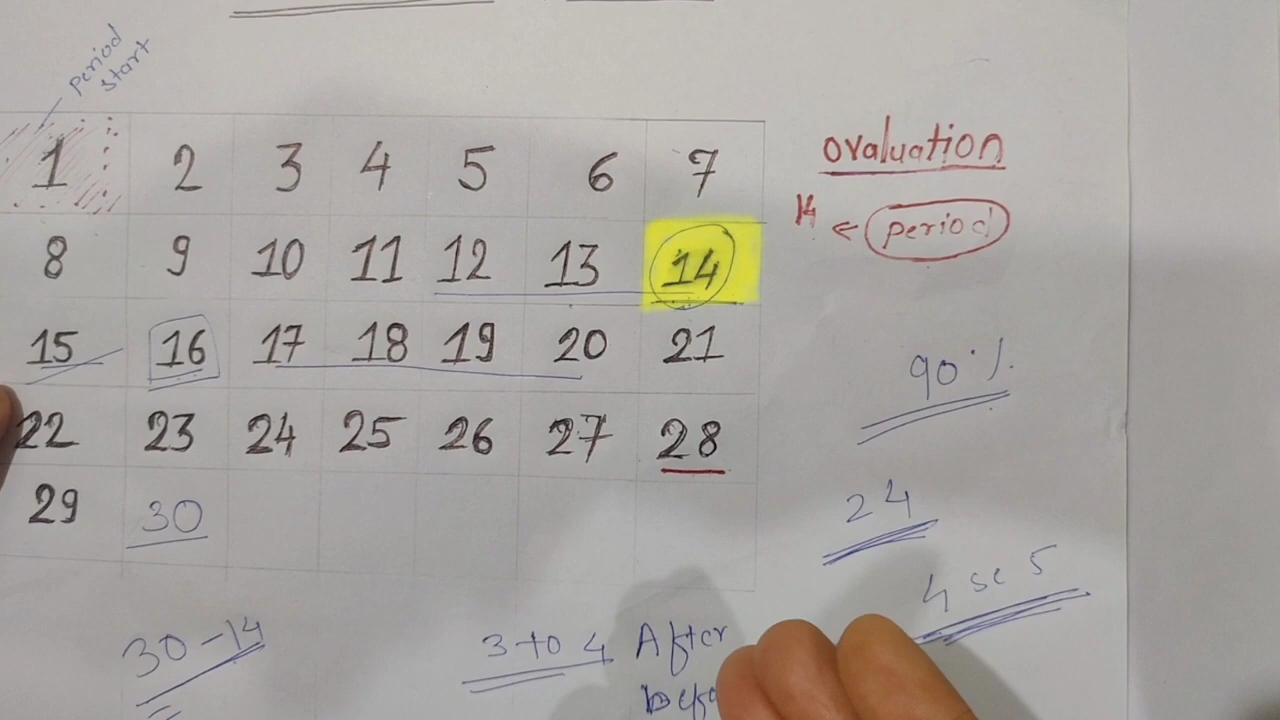 period
start
1 2 3 4 5 6 7
ovaluation
14 ← period
8 9 10 11 12 13 14
15 16 17 18 19 20 21
90%
22 23 24 25 26 27 28
24
29 30
4 se 5
30-14
3 to 4 After